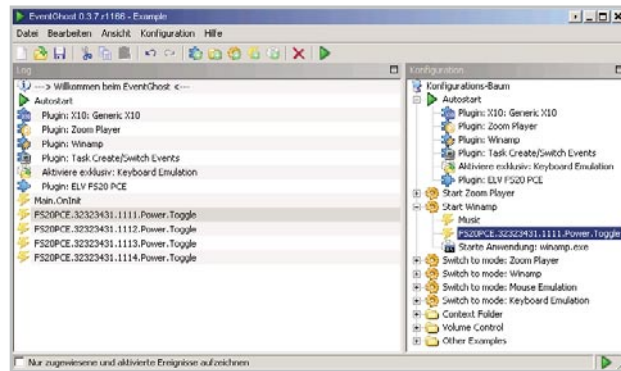 EventGhost 0.3.7 r1166 - Example
Datei Bearbeiten Ansicht Konfiguration Hilfe
Log
---> Willkommen beim EventGhost <---
Autostart
Plugin: X10: Generic X10
Plugin: Zoom Player
Plugin: Winamp
Plugin: Task Create/Switch Events
Aktiviere exklusiv: Keyboard Emulation
Plugin: ELV FS20 PCE
Main.OnInit
FS20PCE.32323431.1111.Power.Toggle
FS20PCE.32323431.1112.Power.Toggle
FS20PCE.32323431.1113.Power.Toggle
FS20PCE.32323431.1114.Power.Toggle
Konfiguration
Konfigurations-Baum
Autostart
Plugin: X10: Generic X10
Plugin: Zoom Player
Plugin: Winamp
Plugin: Task Create/Switch Events
Aktiviere exklusiv: Keyboard Emulation
Plugin: ELV FS20 PCE
Start Zoom Player
Start Winamp
Music
FS20PCE.32323431.1111.Power.Toggle
Starte Anwendung: winamp.exe
Switch to mode: Zoom Player
Switch to mode: Winamp
Switch to mode: Mouse Emulation
Switch to mode: Keyboard Emulation
Context Folder
Volume Control
Other Examples
Nur zugewiesene und aktivierte Ereignisse aufzeichnen